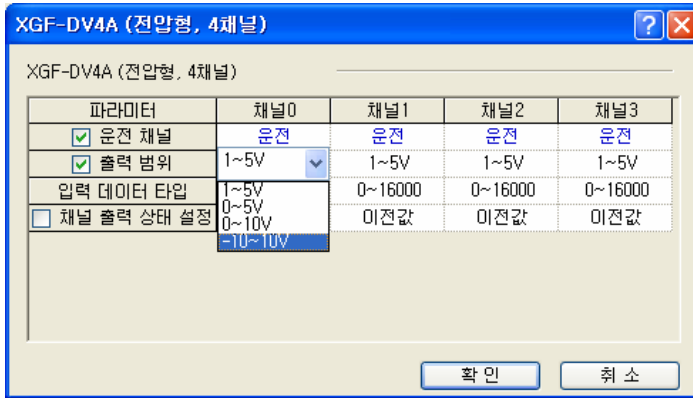 XGF-DV4A (전압형, 4채널)
XGF-DV4A (전압형, 4채널)
파라미터 채널0 채널1 채널2 채널3
운전 채널 운전 운전 운전 운전
출력 범위 1~5V 1~5V 1~5V 1~5V
입력 데이터 타입 1~5V 0~16000 0~16000 0~16000
0~5V
채널 출력 상태 설정 0~10V 이전값 이전값 이전값
-10~10V
확인 취소